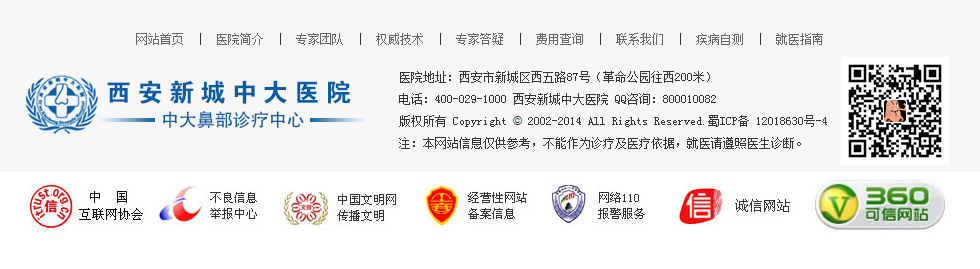 网站首页 | 医院简介 | 专家团队 | 权威技术 | 专家答疑 | 费用查询 | 联系我们 | 疾病自测 | 就医指南
西安新城中大医院
中大鼻部诊疗中心
医院地址：西安市新城区西五路87号（革命公园往西200米）
电话：400-029-1000 西安新城中大医院 QQ咨询：800010082
版权所有 Copyright © 2002-2014 All Rights Reserved.蜀ICP备 12018630号-4
注：本网站信息仅供参考，不能作为诊疗及医疗依据，就医请遵照医生诊断。
itrust.org.cn
信
中 国
互联网协会
不良信息
举报中心
中国文明网
传播文明
经营性网站
备案信息
110
网络110
报警服务
信
诚信网站
360
可信网站